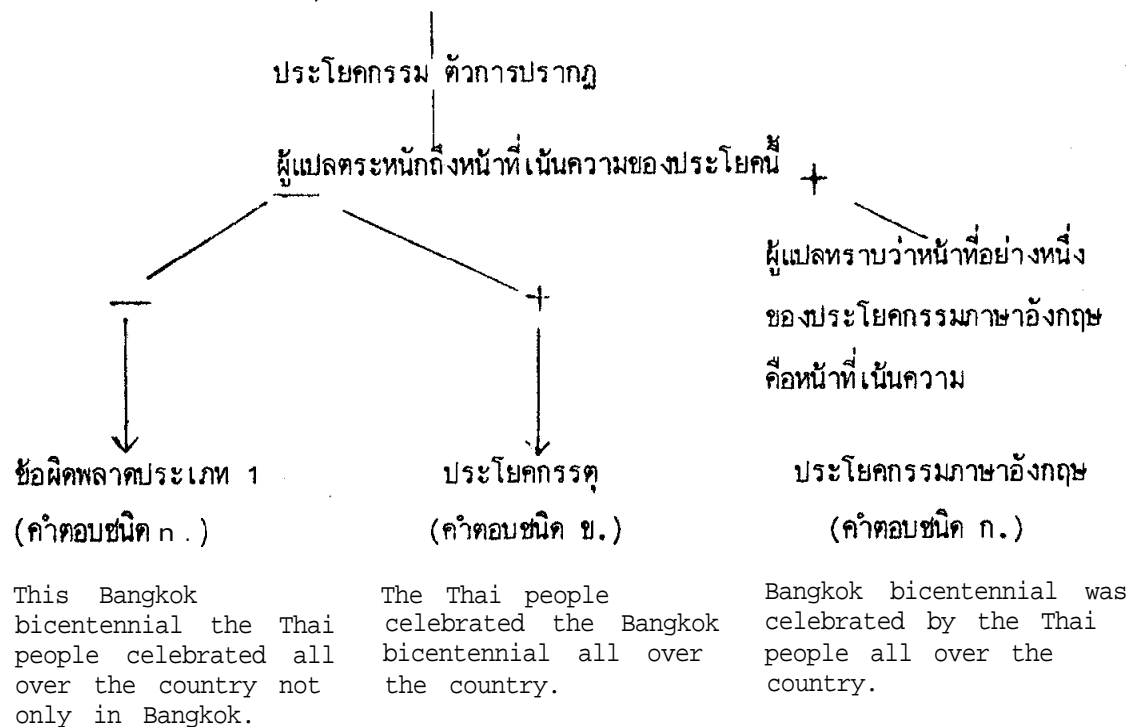 ประโยคกรรม ตัวการปรากฏ
ผู้แปลตระหนักถึงหน้าที่เน้นความของประโยคนี้ +
ผู้แปลทราบว่าหน้าที่อย่างหนึ่ง
ของประโยคกรรมภาษาอังกฤษ
คือหน้าที่เน้นความ
— +
ข้อผิดพลาดประเภท 1
(คำตอบชนิด n .)
This Bangkok
bicentennial the Thai
people celebrated all
over the country not
only in Bangkok.
ประโยคกรรตุ
(คำตอบชนิด ข.)
The Thai people
celebrated the Bangkok
bicentennial all over
the country.
ประโยคกรรมภาษาอังกฤษ
(คำตอบชนิด ก.)
Bangkok bicentennial was
celebrated by the Thai
people all over the
country.